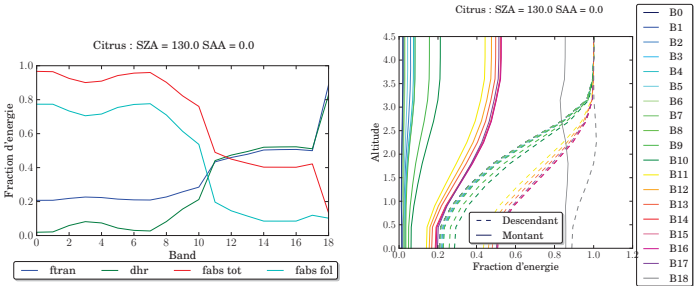 Citrus : SZA = 130.0 SAA = 0.0
Fraction d'energie
1.0
0.8
0.6
0.4
0.2
0.0
0 2 4 6 8 10 12 14 16 18
Band
ftran dhr fabs tot fabs fol
Citrus : SZA = 130.0 SAA = 0.0
Altitude
4.5
4.0
3.5
3.0
2.5
2.0
1.5
1.0
0.5
0.0
0.0 0.2 0.4 0.6 0.8 1.0 1.2
Fraction d'energie
Descendant
Montant
B0
B1
B2
B3
B4
B5
B6
B7
B8
B9
B10
B11
B12
B13
B14
B15
B16
B17
B18